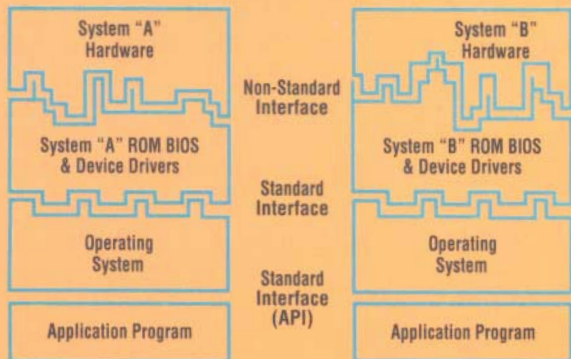 System “A”
Hardware
System “A” ROM BIOS
& Device Drivers
Operating
System
Application Program
Non-Standard
Interface
Standard
Interface
Standard
Interface
(API)
System “B”
Hardware
System “B” ROM BIOS
& Device Drivers
Operating
System
Application Program